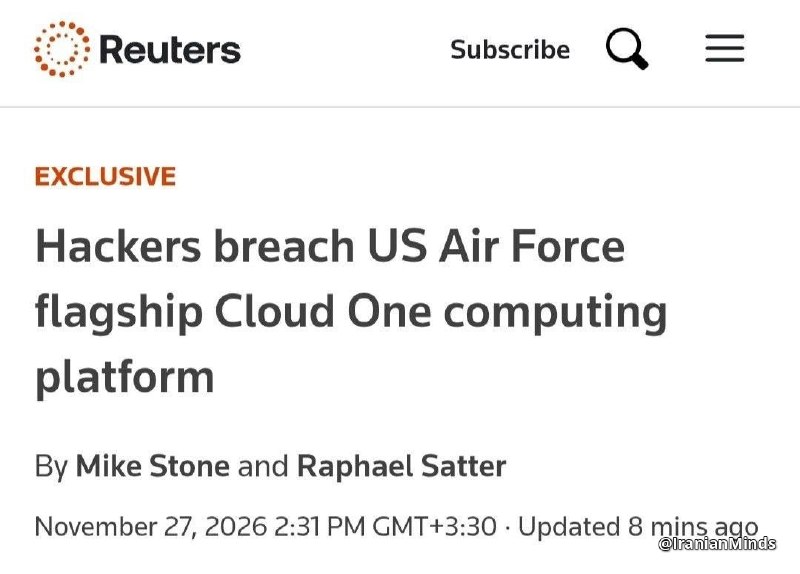 Reuters
Subscribe
EXCLUSIVE
Hackers breach US Air Force
flagship Cloud One computing
platform
By Mike Stone and Raphael Satter
November 27, 2026 2:31 PM GMT+3:30 · Updated 8 mins ago
@IranianMinds